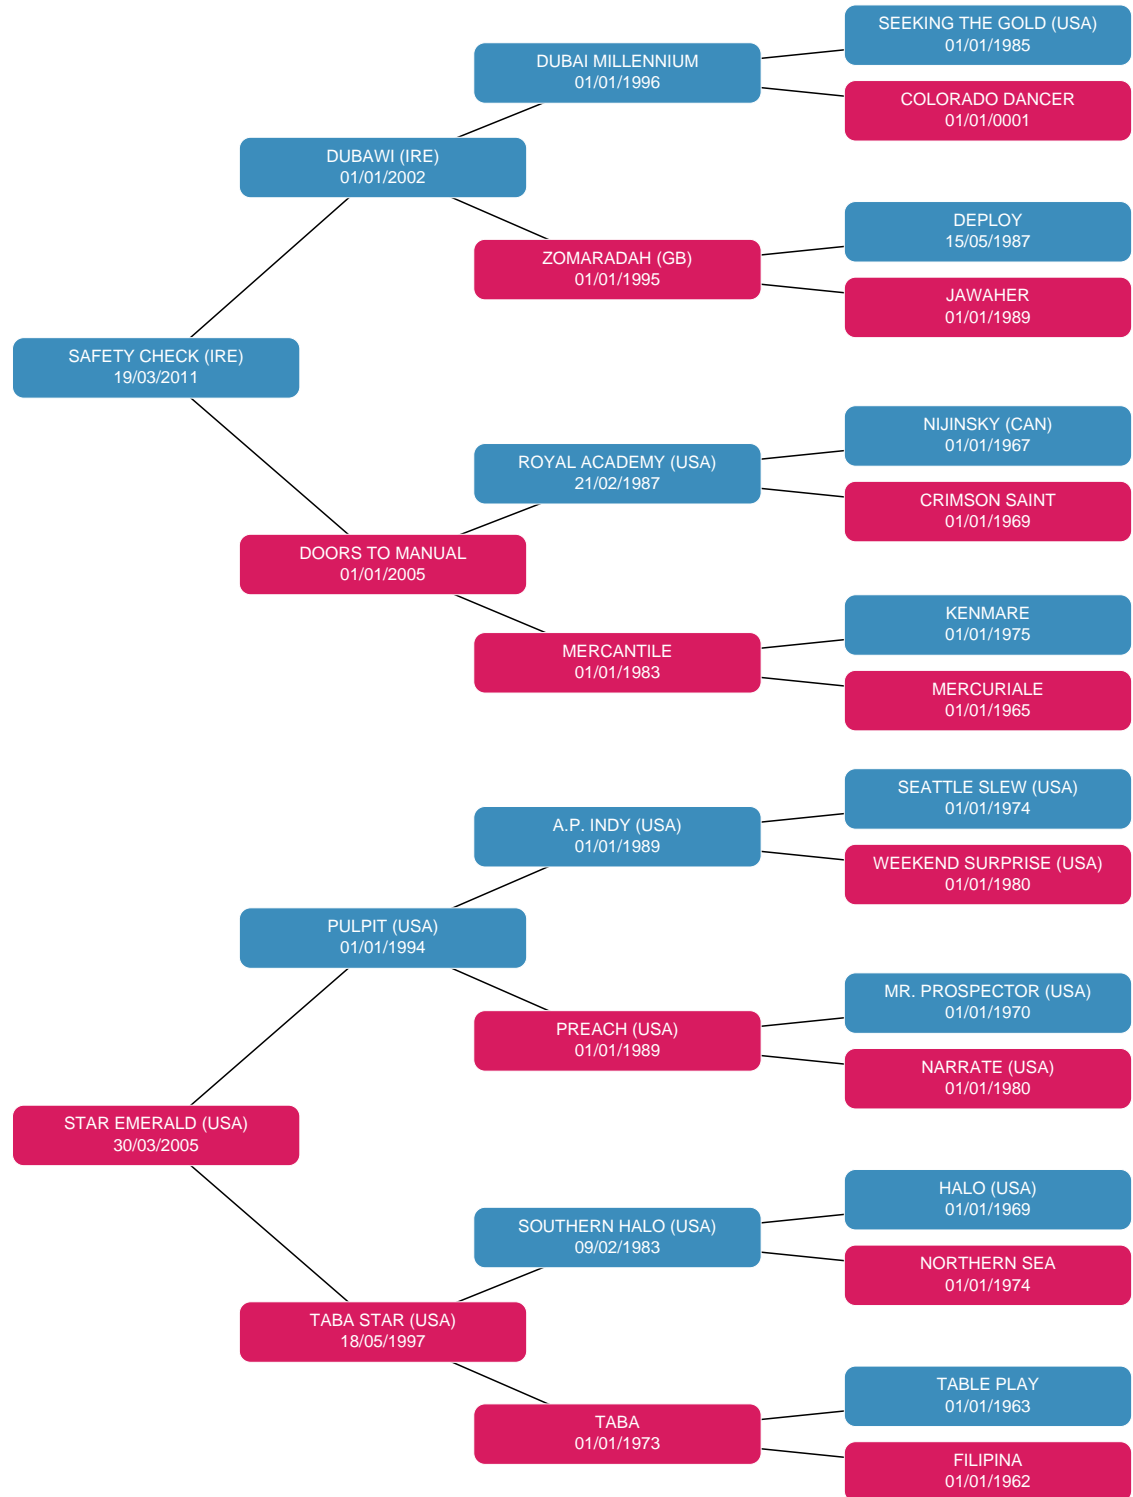 SEEKING THE GOLD (USA)
01/01/1985
DUBAI MILLENNIUM
01/01/1996
COLORADO DANCER
01/01/0001
DUBAWI (IRE)
01/01/2002
DEPLOY
15/05/1987
ZOMARADAH (GB)
01/01/1995
JAWAHER
01/01/1989
SAFETY CHECK (IRE)
19/03/2011
NIJINSKY (CAN)
01/01/1967
ROYAL ACADEMY (USA)
21/02/1987
CRIMSON SAINT
01/01/1969
DOORS TO MANUAL
01/01/2005
KENMARE
01/01/1975
MERCANTILE
01/01/1983
MERCURIALE
01/01/1965
SEATTLE SLEW (USA)
01/01/1974
A.P. INDY (USA)
01/01/1989
WEEKEND SURPRISE (USA)
01/01/1980
PULPIT (USA)
01/01/1994
MR. PROSPECTOR (USA)
01/01/1970
PREACH (USA)
01/01/1989
NARRATE (USA)
01/01/1980
STAR EMERALD (USA)
30/03/2005
HALO (USA)
01/01/1969
SOUTHERN HALO (USA)
09/02/1983
NORTHERN SEA
01/01/1974
TABA STAR (USA)
18/05/1997
TABLE PLAY
01/01/1963
TABA
01/01/1973
FILIPINA
01/01/1962